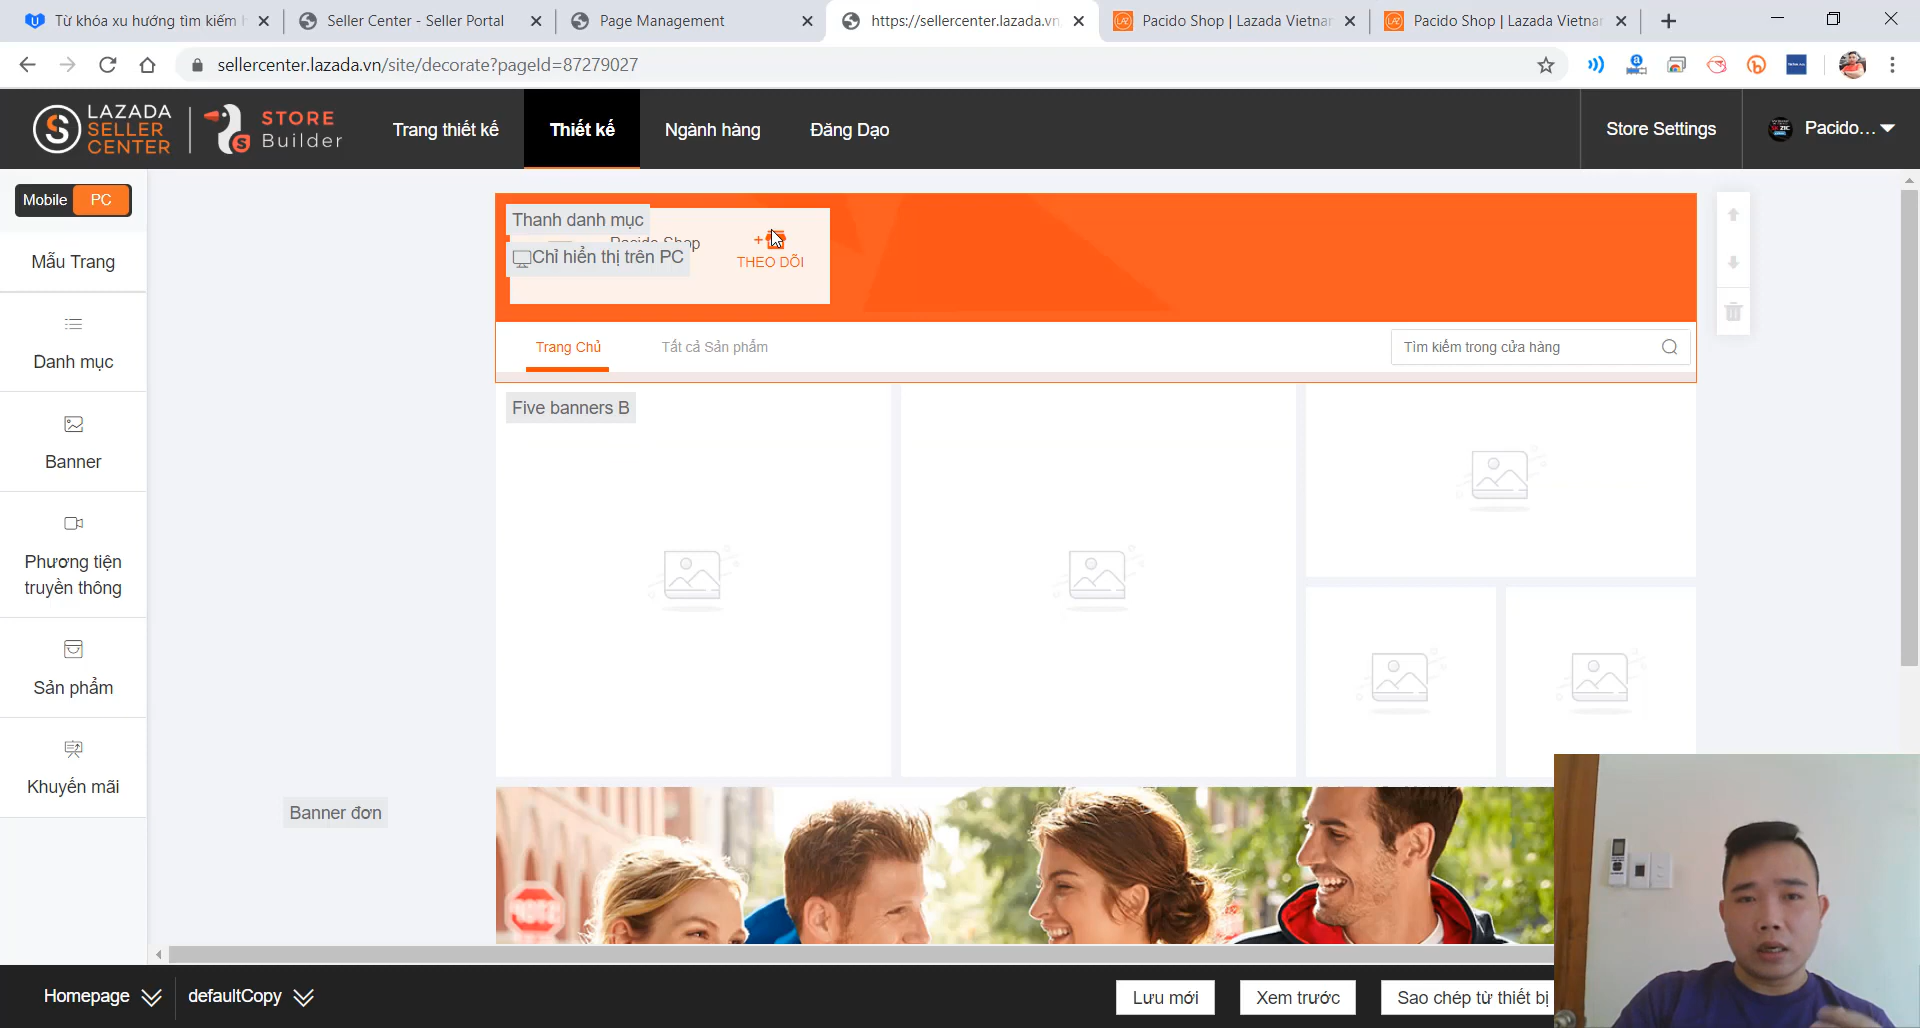 Từ khóa xu hướng tìm kiếm
Seller Center - Seller Portal
Page Management
https://sellercenter.lazada.vn
Pacido Shop | Lazada Vietnam
Pacido Shop | Lazada Vietnam
sellercenter.lazada.vn/site/decorate?pageId=87279027
LAZADA
SELLER
CENTER
STORE
Builder
Trang thiết kế
Thiết kế
Ngành hàng
Đăng Dạo
Store Settings
Pacido...
Mobile
PC
Mẫu Trang
Danh mục
Banner
Phương tiện
truyền thông
Sản phẩm
Khuyến mãi
Thanh danh mục
Pacido Shop
Chỉ hiển thị trên PC
+
THEO DÕI
Trang Chủ
Tất cả Sản phẩm
Tìm kiếm trong cửa hàng
Five banners B
Banner đơn
Homepage
defaultCopy
Lưu mới
Xem trước
Sao chép từ thiết bị